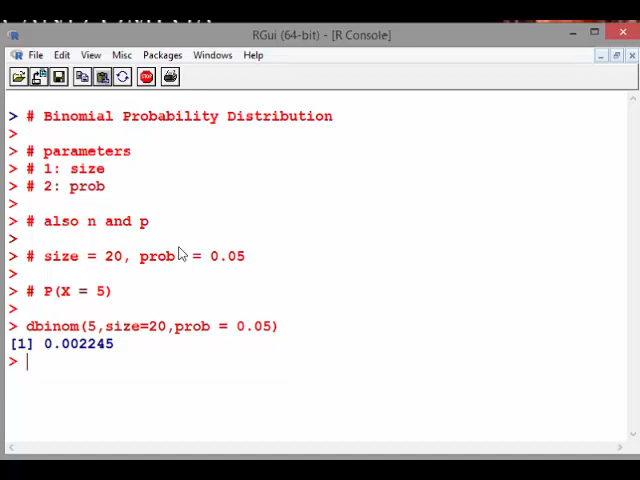 RGui (64-bit) - [R Console]
File Edit View Misc Packages Windows Help
STOP
> # Binomial Probability Distribution
>
> # parameters
> # 1: size
> # 2: prob
>
> # also n and p
>
> # size = 20, prob = 0.05
>
> # P(X = 5)
>
> dbinom(5,size=20,prob = 0.05)
[1] 0.002245
>